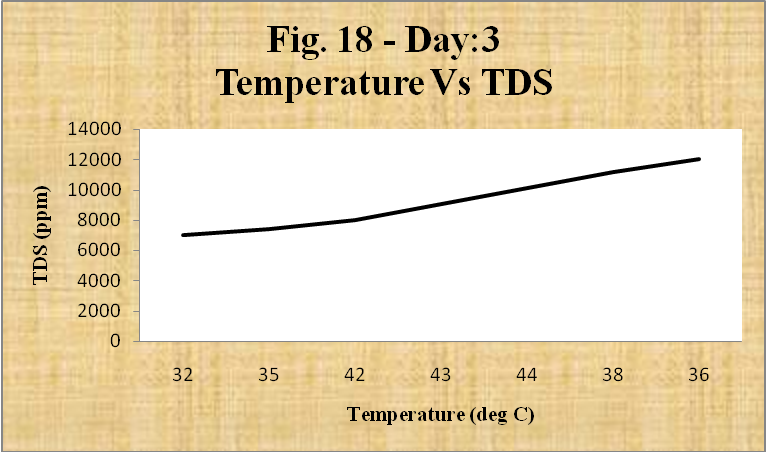 Fig. 18 - Day:3
Temperature Vs TDS
14000
12000
10000
8000
6000
4000
2000
0
TDS (ppm)
32 35 42 43 44 38 36
Temperature (deg C)